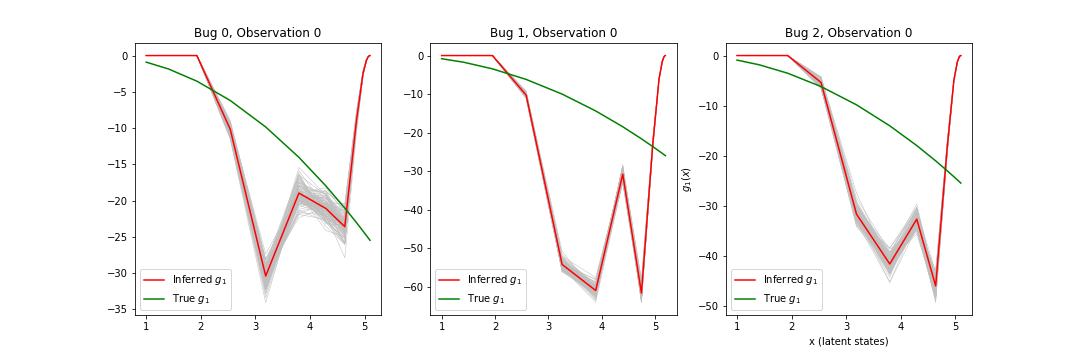 Bug 0, Observation 0
0
−5
−10
−15
−20
−25
−30
−35
1 2 3 4 5
Inferred g₁
True g₁
Bug 1, Observation 0
0
−10
−20
−30
−40
−50
−60
1 2 3 4 5
Inferred g₁
True g₁
Bug 2, Observation 0
g₁(x)
0
−10
−20
−30
−40
−50
1 2 3 4 5
x (latent states)
Inferred g₁
True g₁